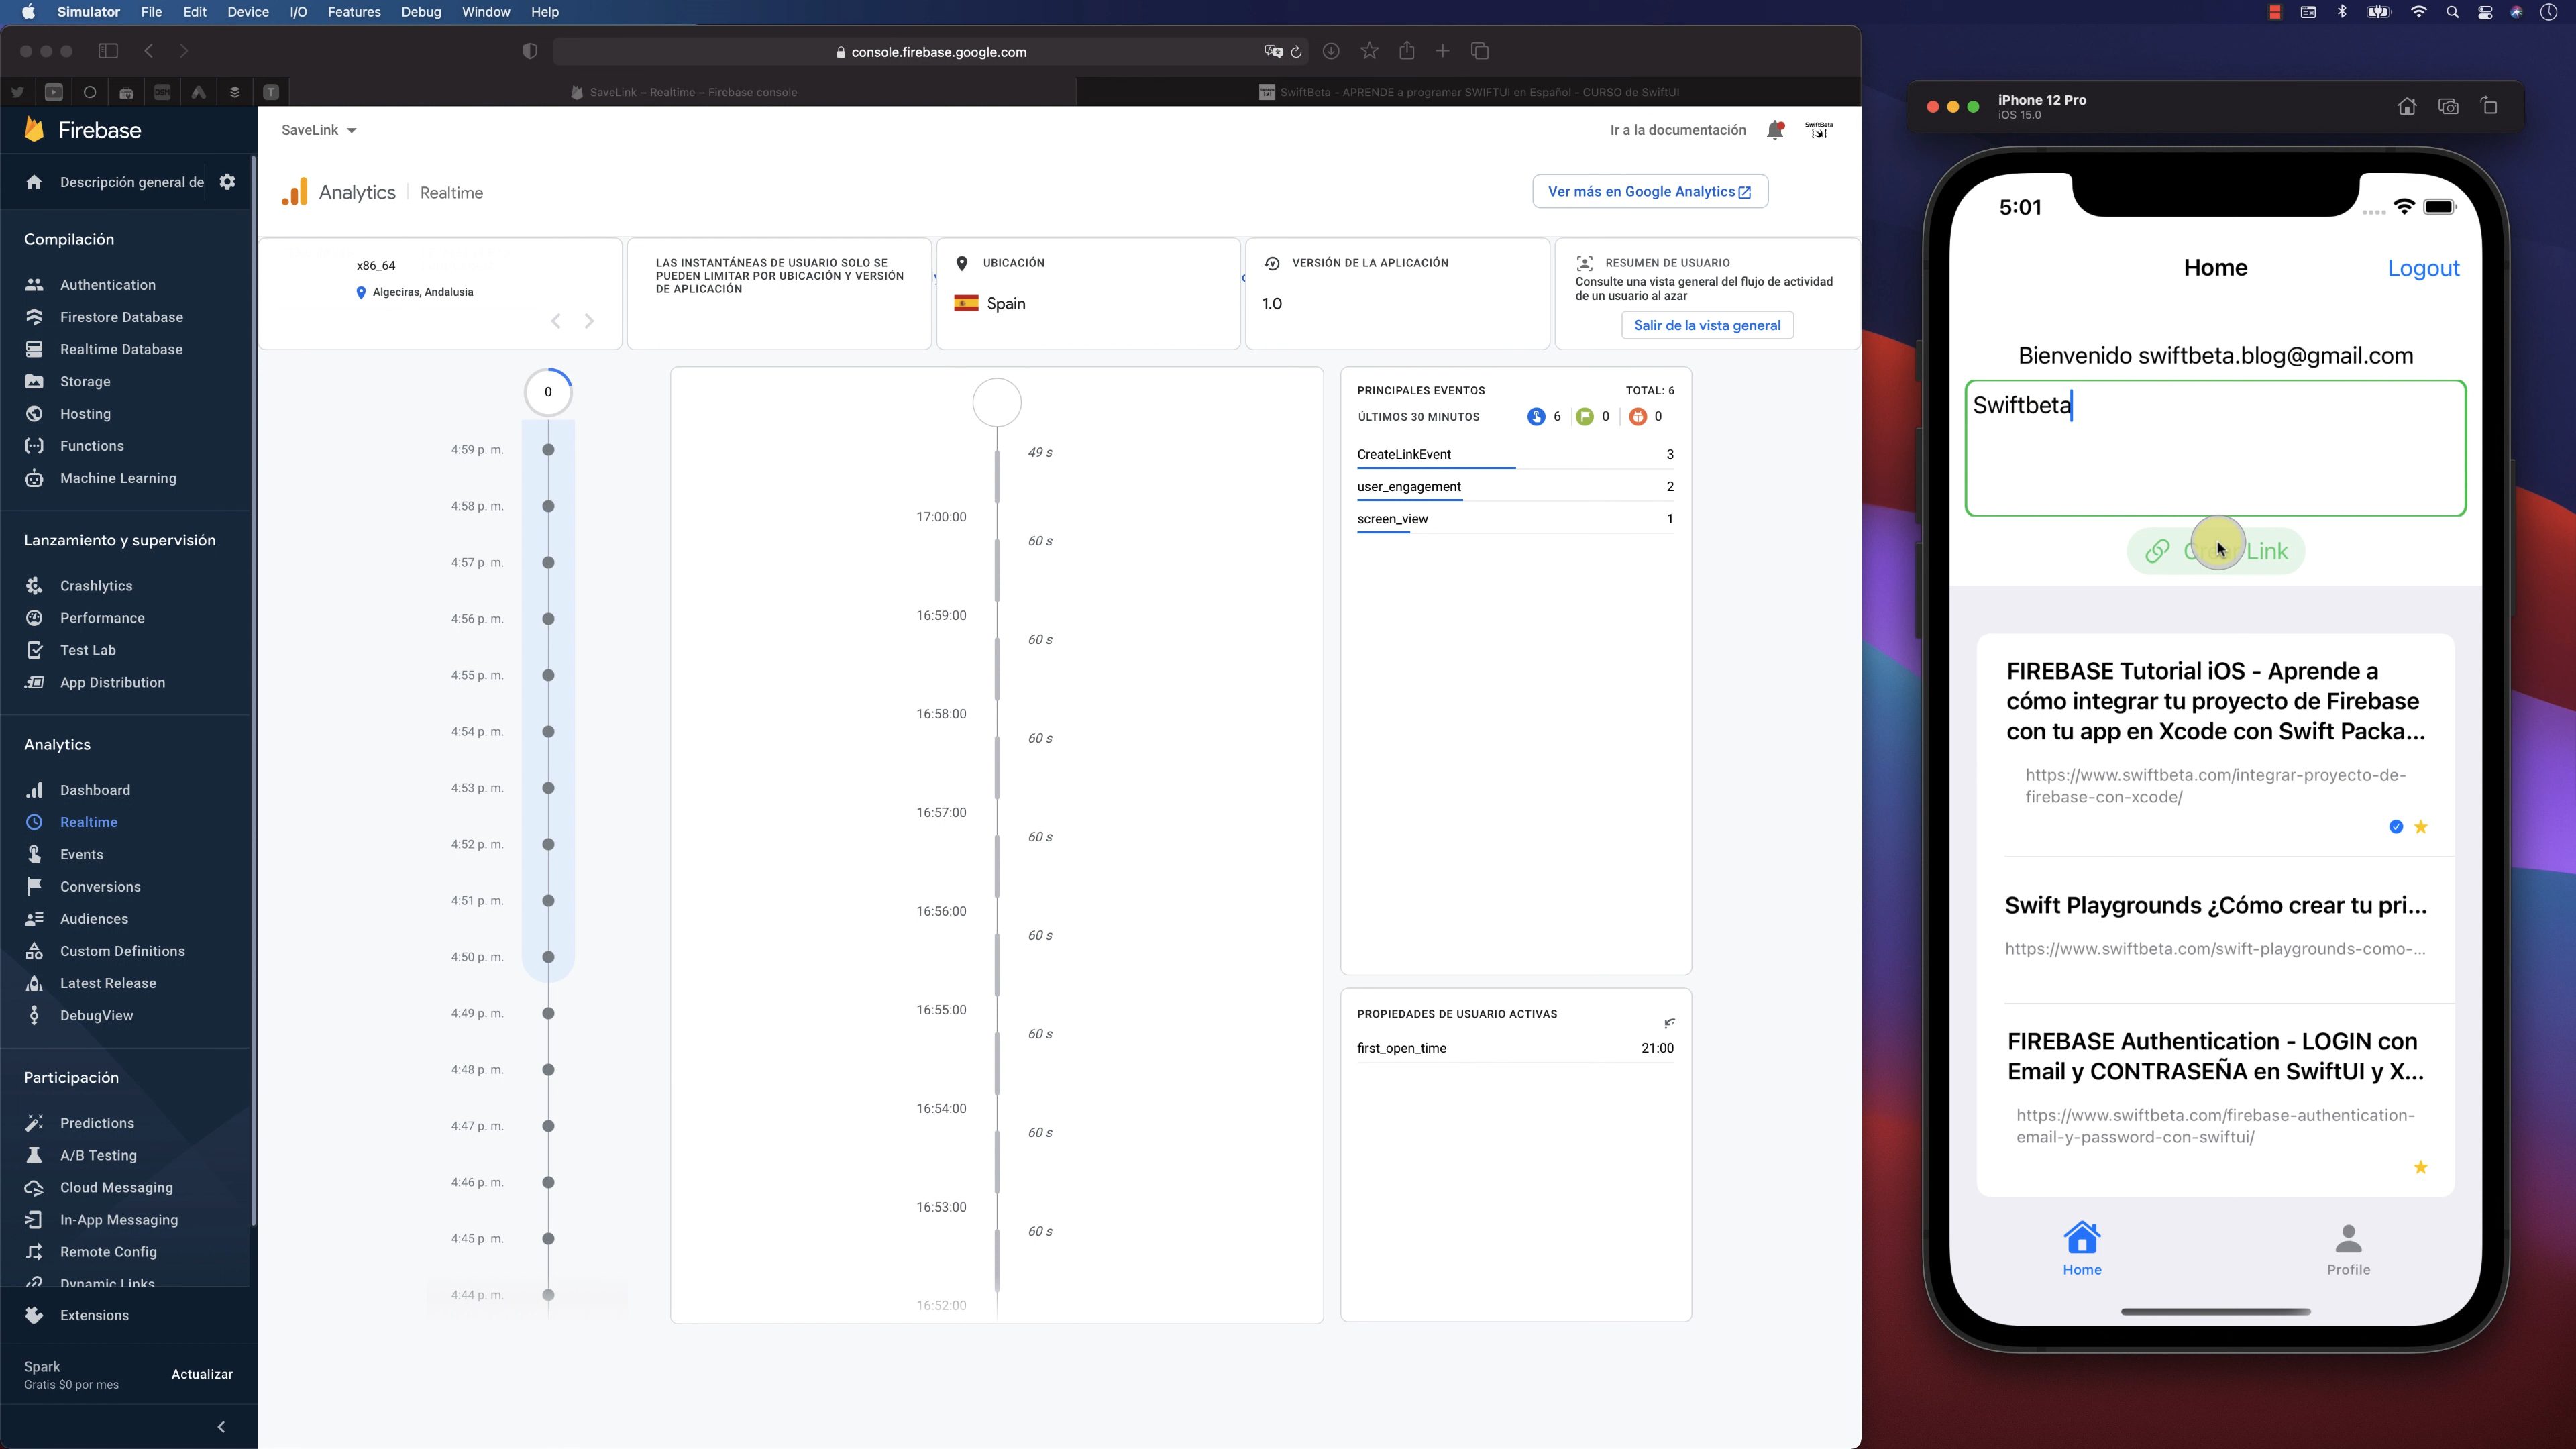 Simulator File Edit Device I/O Features Debug Window Help
console.firebase.google.com
SaveLink – Realtime – Firebase console
SwiftBeta - APRENDE a programar SWIFTUI en Español - CURSO de SwiftUI
Firebase
Descripción general de
Compilación
Authentication
Firestore Database
Realtime Database
Storage
Hosting
Functions
Machine Learning
Lanzamiento y supervisión
Crashlytics
Performance
Test Lab
App Distribution
Analytics
Dashboard
Realtime
Events
Conversions
Audiences
Custom Definitions
Latest Release
DebugView
Participación
Predictions
A/B Testing
Cloud Messaging
In-App Messaging
Remote Config
Dynamic Links
Extensions
Spark
Gratis $0 por mes
Actualizar
SaveLink
Ir a la documentación
SwiftBeta
Analytics Realtime
Ver más en Google Analytics
x86_64
Algeciras, Andalusia
LAS INSTANTÁNEAS DE USUARIO SOLO SE
PUEDEN LIMITAR POR UBICACIÓN Y VERSIÓN
DE APLICACIÓN
UBICACIÓN
Spain
VERSIÓN DE LA APLICACIÓN
1.0
RESUMEN DE USUARIO
Consulte una vista general del flujo de actividad
de un usuario al azar
Salir de la vista general
0
4:59 p. m.
4:58 p. m.
4:57 p. m.
4:56 p. m.
4:55 p. m.
4:54 p. m.
4:53 p. m.
4:52 p. m.
4:51 p. m.
4:50 p. m.
4:49 p. m.
4:48 p. m.
4:47 p. m.
4:46 p. m.
4:45 p. m.
4:44 p. m.
49 s
17:00:00
60 s
16:59:00
60 s
16:58:00
60 s
16:57:00
60 s
16:56:00
60 s
16:55:00
60 s
16:54:00
60 s
16:53:00
60 s
16:52:00
PRINCIPALES EVENTOS TOTAL: 6
ÚLTIMOS 30 MINUTOS 6 0 0
CreateLinkEvent 3
user_engagement 2
screen_view 1
PROPIEDADES DE USUARIO ACTIVAS
first_open_time 21:00
iPhone 12 Pro
iOS 15.0
5:01
Home Logout
Bienvenido swiftbeta.blog@gmail.com
Swiftbeta
Link
FIREBASE Tutorial iOS - Aprende a
cómo integrar tu proyecto de Firebase
con tu app en Xcode con Swift Packa...
https://www.swiftbeta.com/integrar-proyecto-de-
firebase-con-xcode/
Swift Playgrounds ¿Cómo crear tu pri...
https://www.swiftbeta.com/swift-playgrounds-como-...
FIREBASE Authentication - LOGIN con
Email y CONTRASEÑA en SwiftUI y X...
https://www.swiftbeta.com/firebase-authentication-
email-y-password-con-swiftui/
Home
Profile